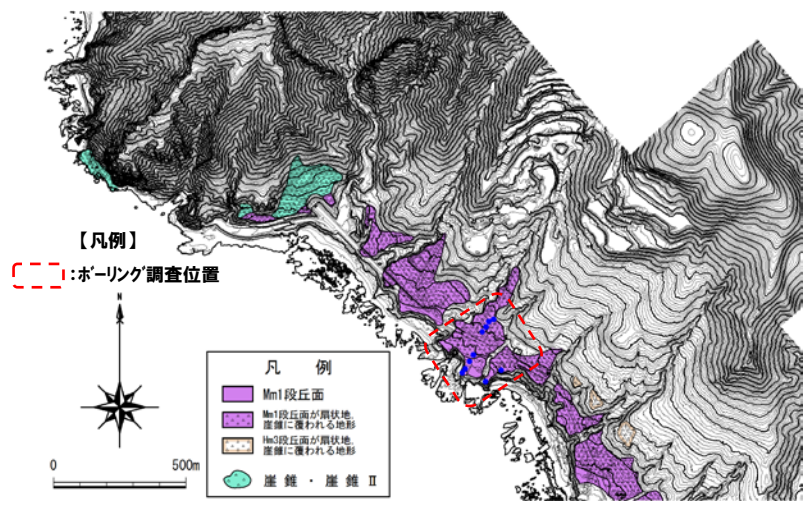 【凡例】
:ﾎﾞｰﾘﾝｸﾞ調査位置
N
0 500m
凡 例
Mm1段丘面
Mm1段丘面が扇状地,
崖錐に覆われる地形
Hm3段丘面が扇状地,
崖錐に覆われる地形
崖錐・崖錐Ⅱ